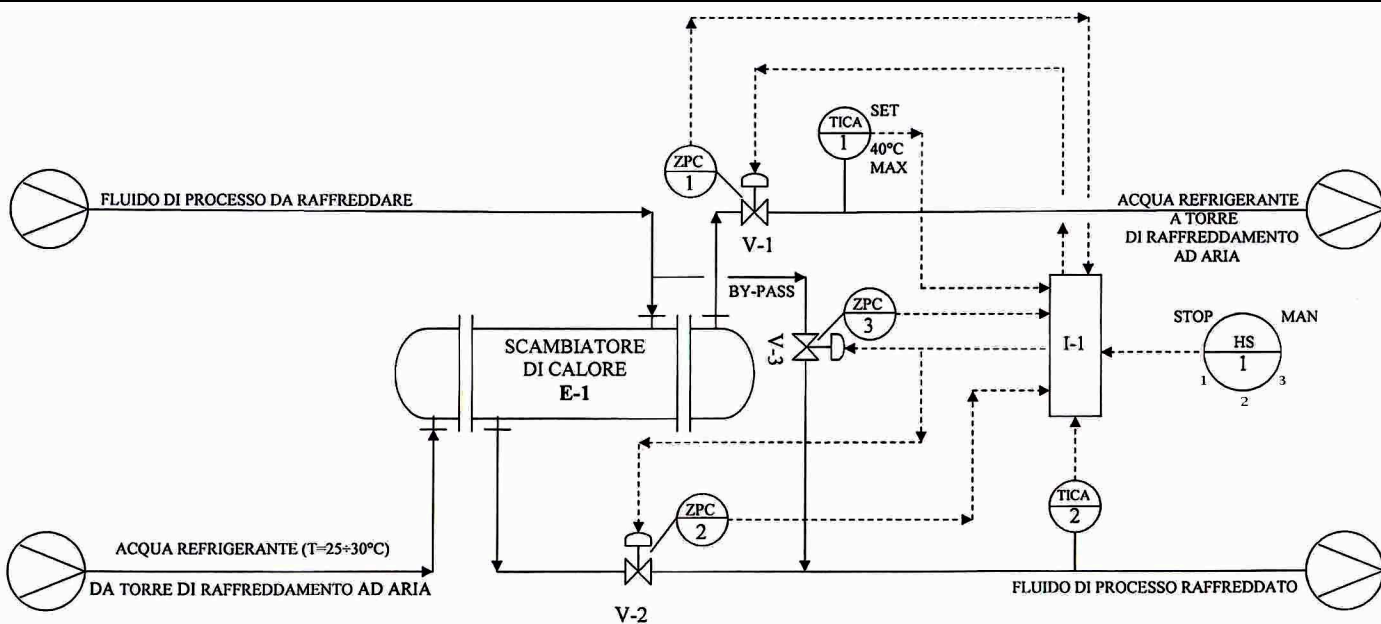 ZPC
1
TICA
1
SET
40°C
MAX
V-1
FLUIDO DI PROCESSO DA RAFFREDDARE
ACQUA REFRIGERANTE
A TORRE
DI RAFFREDDAMENTO
AD ARIA
BY-PASS
ZPC
3
V-3
SCAMBIATORE
DI CALORE
E-1
I-1
STOP
MAN
HS
1
1
2
3
ZPC
2
V-2
TICA
2
ACQUA REFRIGERANTE (T=25÷30°C)
DA TORRE DI RAFFREDDAMENTO AD ARIA
FLUIDO DI PROCESSO RAFFREDDATO